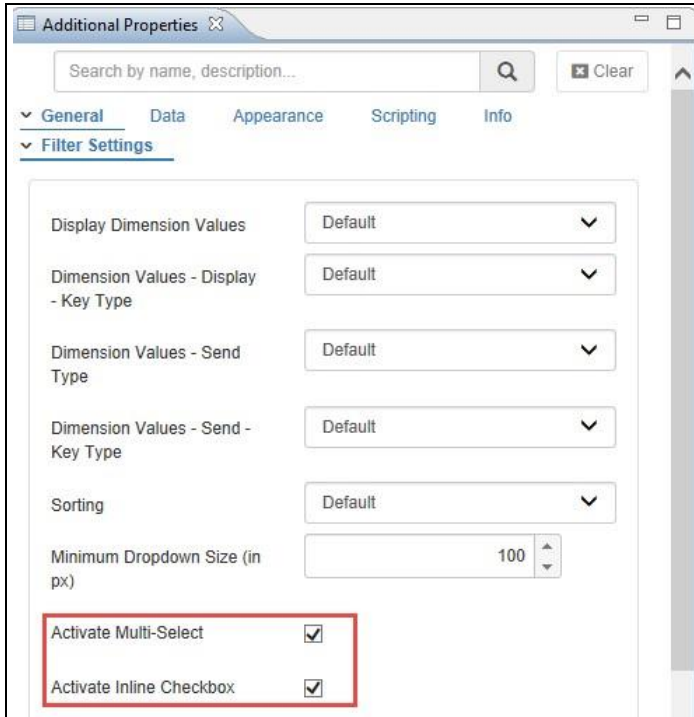 Additional Properties
Search by name, description...
Clear
General Data Appearance Scripting Info
Filter Settings
Display Dimension Values Default
Dimension Values - Display Default
- Key Type
Dimension Values - Send Default
Type
Dimension Values - Send - Default
Key Type
Sorting Default
Minimum Dropdown Size (in 100
px)
Activate Multi-Select
Activate Inline Checkbox